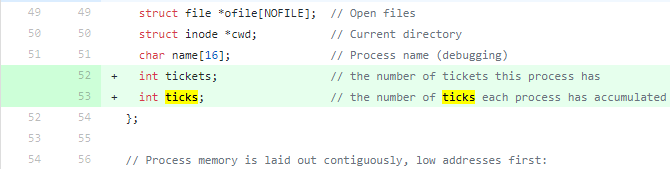 49 49 struct file *ofile[NOFILE]; // Open files
50 50 struct inode *cwd; // Current directory
51 51 char name[16]; // Process name (debugging)
52 + int tickets; // the number of tickets this process has
53 + int ticks; // the number of ticks each process has accumulated
52 54 };
53 55
54 56 // Process memory is laid out contiguously, low addresses first: